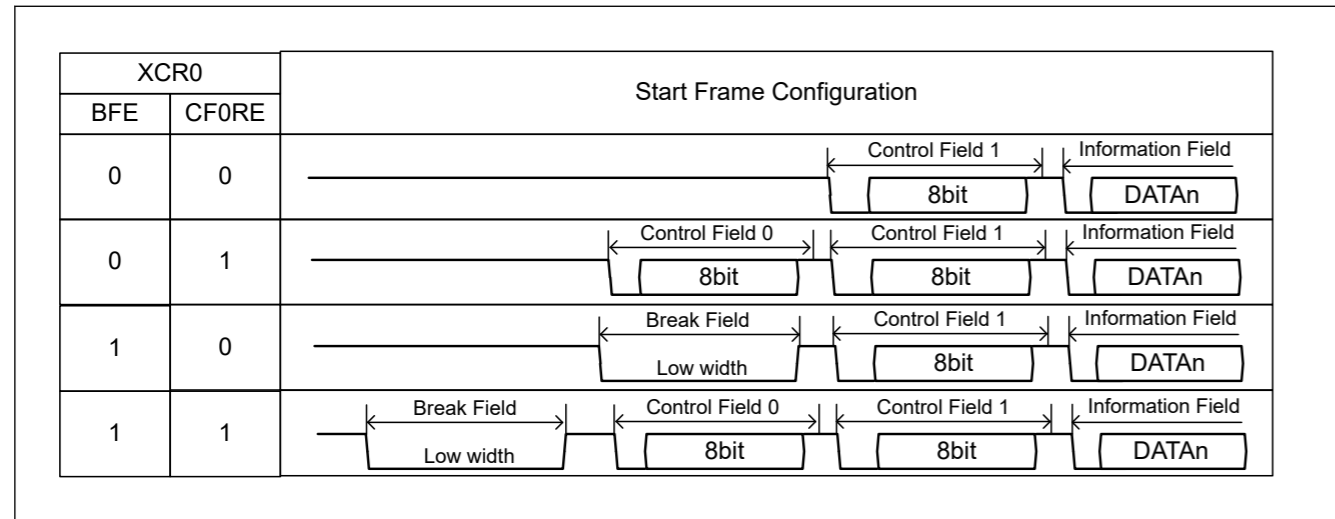 XCR0
Start Frame Configuration
BFE CF0RE
0 0 Control Field 1 Information Field
8bit DATAn
0 1 Control Field 0 Control Field 1 Information Field
8bit 8bit DATAn
1 0 Break Field Control Field 1 Information Field
Low width 8bit DATAn
1 1 Break Field Control Field 0 Control Field 1 Information Field
Low width 8bit 8bit DATAn